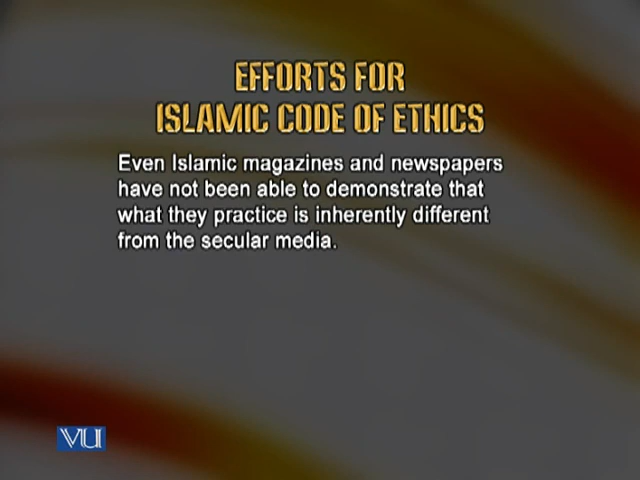 EFFORTS FOR
ISLAMIC CODE OF ETHICS
Even Islamic magazines and newspapers
have not been able to demonstrate that
what they practice is inherently different
from the secular media.
VU